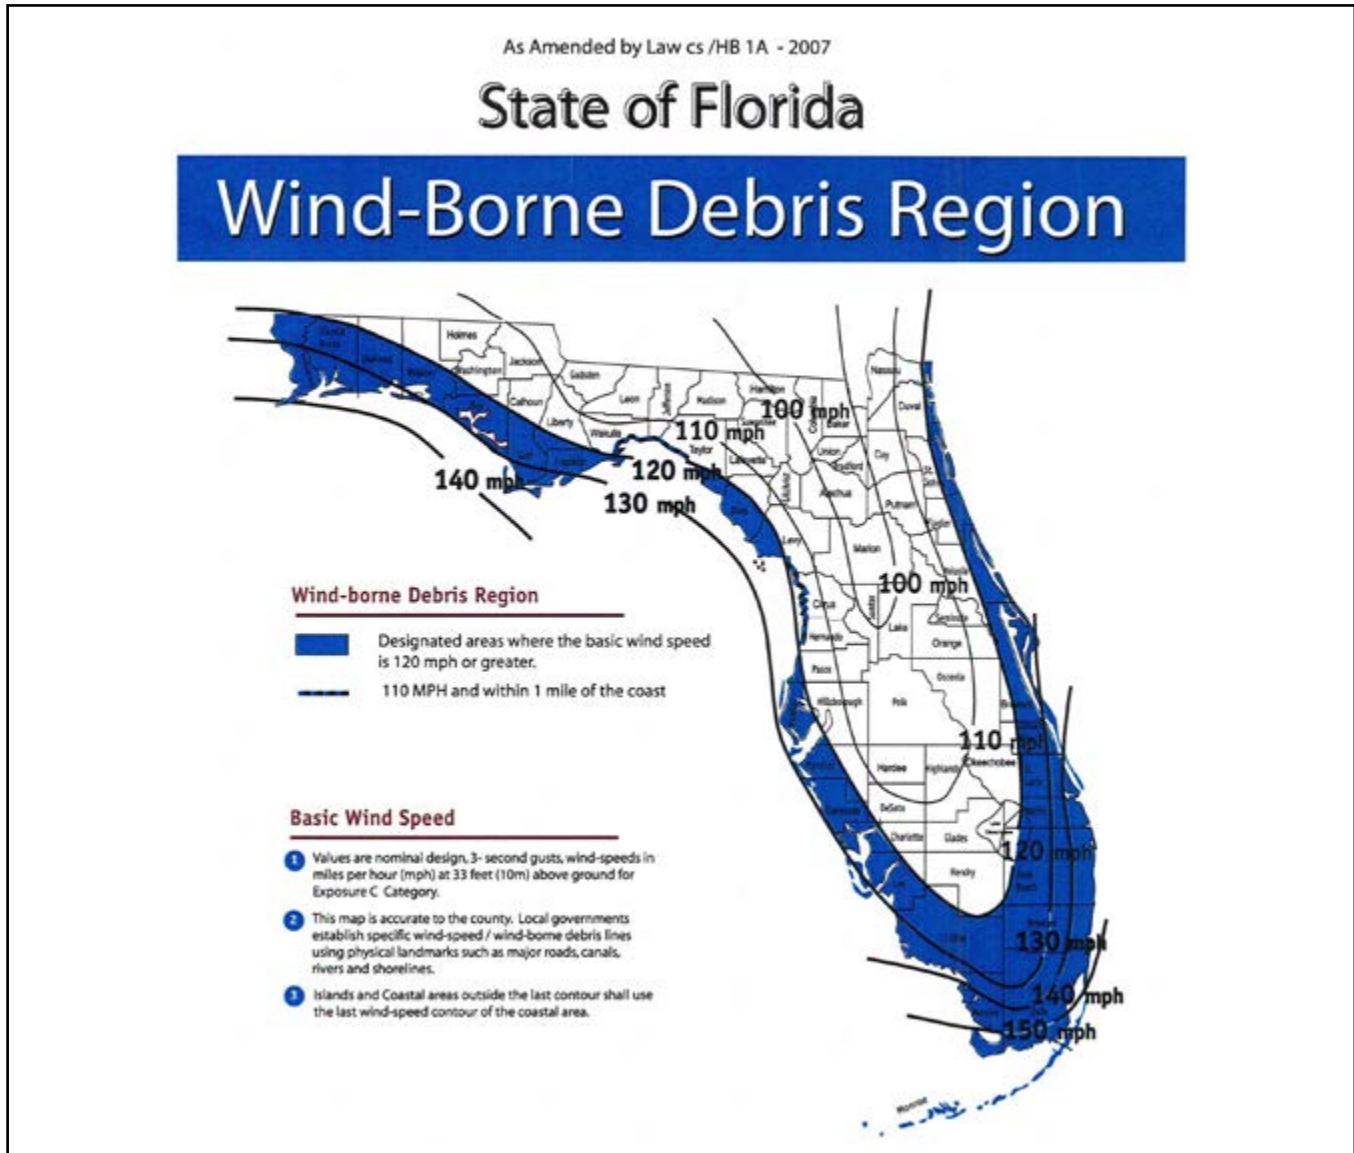 As Amended by Law cs /HB 1A - 2007
State of Florida
Wind-Borne Debris Region
Holmes
Washington
Jackson
Calhoun
Gadsden
Liberty
Leon
Wakulla
Jefferson
Madison
Taylor
Hamilton
Lafayette
Columbia
Baker
Nassau
Duval
Union
Bradford
Clay
Alachua
Putnam
Levy
Marion
Citrus
Hernando
Lake
Seminole
Orange
Pasco
Osceola
Hillsborough
Polk
Hardee
Highlands
Okeechobee
DeSoto
Charlotte
Glades
Hendry
Monroe
100 mph
110 mph
120 mph
130 mph
140 mph
100 mph
110 mph
120 mph
130 mph
140 mph
150 mph
Wind-borne Debris Region
Designated areas where the basic wind speed
is 120 mph or greater.
110 MPH and within 1 mile of the coast
Basic Wind Speed
1 Values are nominal design, 3- second gusts, wind-speeds in
miles per hour (mph) at 33 feet (10m) above ground for
Exposure C Category.
2 This map is accurate to the county. Local governments
establish specific wind-speed / wind-borne debris lines
using physical landmarks such as major roads, canals,
rivers and shorelines.
3 Islands and Coastal areas outside the last contour shall use
the last wind-speed contour of the coastal area.